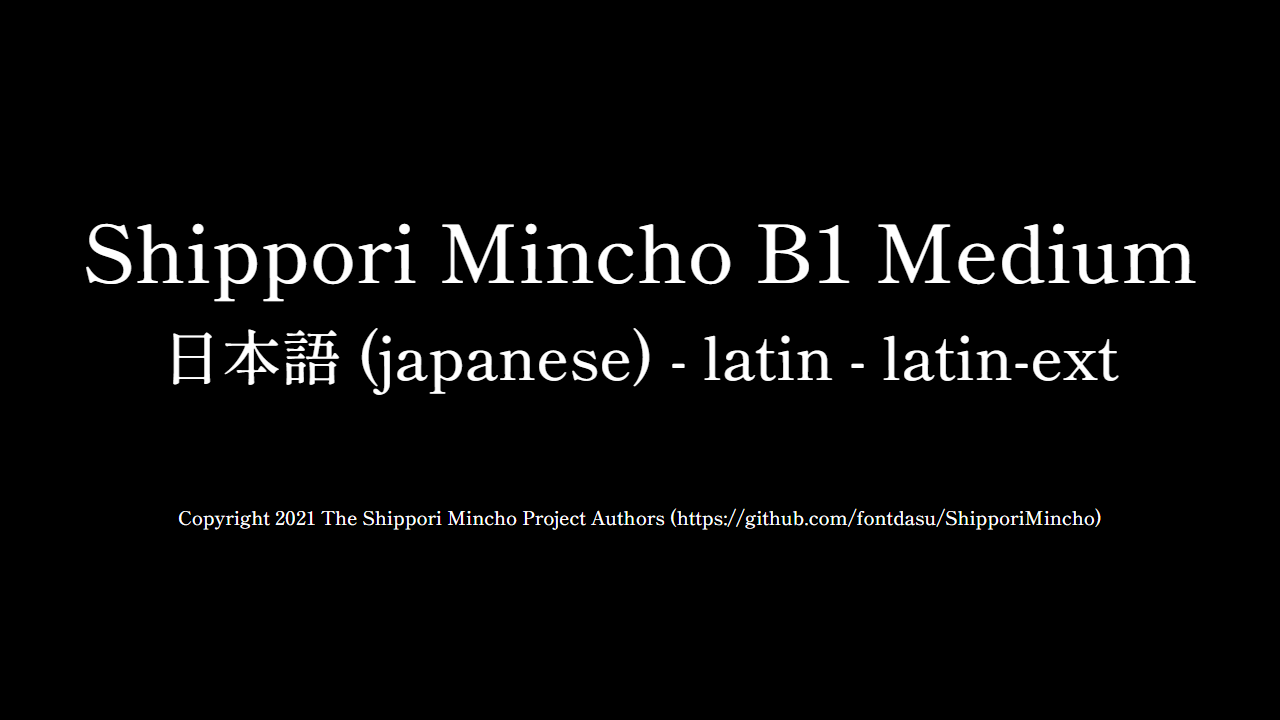 Shippori Mincho B1 Medium
日本語 (japanese) - latin - latin-ext
Copyright 2021 The Shippori Mincho Project Authors (https://github.com/fontdasu/ShipporiMincho)